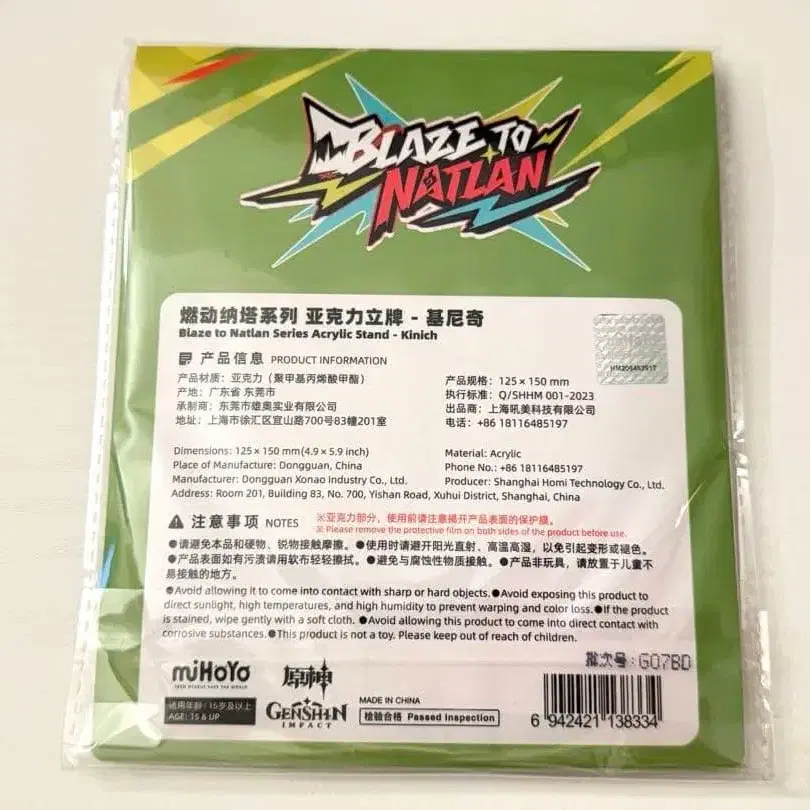 BLAZE TO
NATLAN
燃动纳塔系列 亚克力立牌 - 基尼奇
Blaze to Natlan Series Acrylic Stand - Kinich
产品信息 PRODUCT INFORMATION
产品材质：亚克力（聚甲基丙烯酸甲酯）
产地：广东省 东莞市
承制商：东莞市雄奥实业有限公司
地址：上海市徐汇区宜山路700号83幢201室
产品规格：125×150 mm
执行标准：Q/SHHM 001-2023
出品商：上海吼美科技有限公司
电话：+86 18116485197
Dimensions: 125×150 mm(4.9×5.9 inch)
Place of Manufacture: Dongguan, China
Manufacturer: Dongguan Xonao Industry Co., Ltd.
Address: Room 201, Building 83, No. 700, Yishan Road, Xuhui District, Shanghai, China
Material: Acrylic
Phone No.: +86 18116485197
Producer: Shanghai Homi Technology Co., Ltd.
注意事项 NOTES
※亚克力部分，使用前请注意揭开产品表面的保护膜。
※ Please remove the protective film on both sides of the product before use.
●请避免本品和硬物、锐物接触摩擦。●使用时请避开阳光直射、高温高湿，以免引起变形或褪色。
●产品表面如有污渍请用软布轻轻擦拭。●避免与腐蚀性物质接触。●产品非玩具，请放置于儿童不
易接触的地方。
●Avoid allowing it to come into contact with sharp or hard objects.●Avoid exposing this product to
direct sunlight, high temperatures, and high humidity to prevent warping and color loss.●If the product
is stained, wipe gently with a soft cloth.●Avoid allowing this product to come into direct contact with
corrosive substances.●This product is not a toy. Please keep out of reach of children.
批次号:G07BD
miHoYo
TECH OTAKUS SAVE THE WORLD
原神
GENSHIN
IMPACT
适用年龄：15岁及以上
AGE: 15 & UP
MADE IN CHINA
检验合格 Passed inspection
6 942421 138334